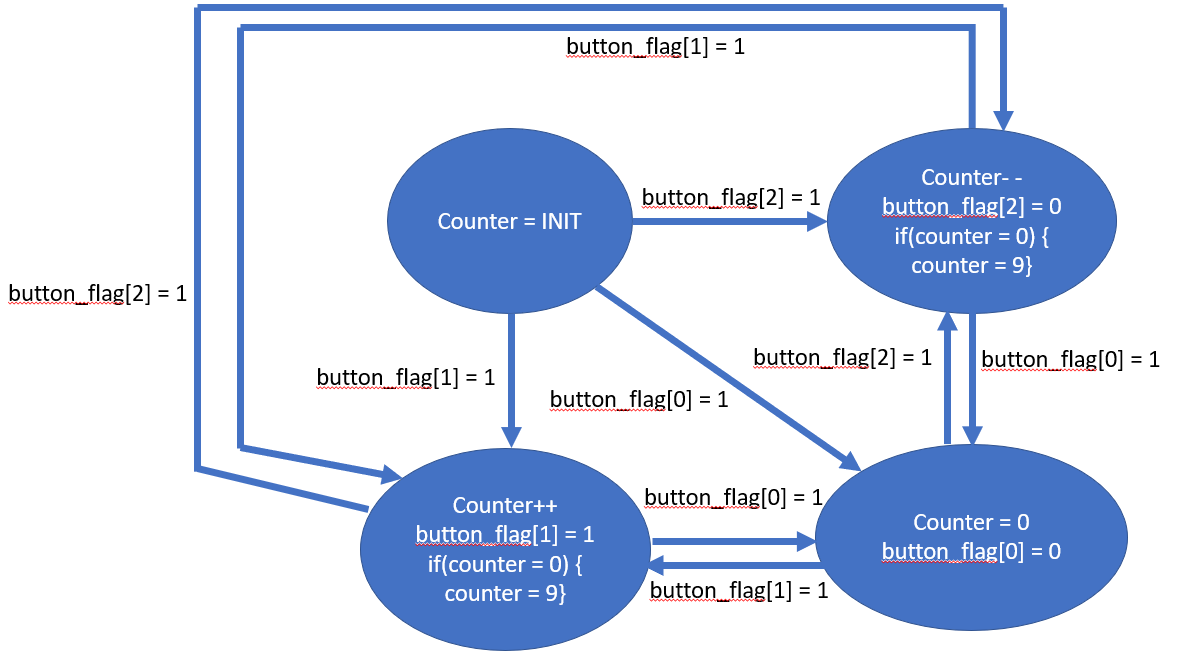 button_flag[1] = 1
Counter = INIT
button_flag[2] = 1
Counter- -
button_flag[2] = 0
if(counter = 0) {
counter = 9}
button_flag[2] = 1
button_flag[1] = 1
button_flag[0] = 1
button_flag[2] = 1
button_flag[0] = 1
Counter++
button_flag[1] = 1
if(counter = 0) {
counter = 9}
button_flag[0] = 1
button_flag[1] = 1
Counter = 0
button_flag[0] = 0